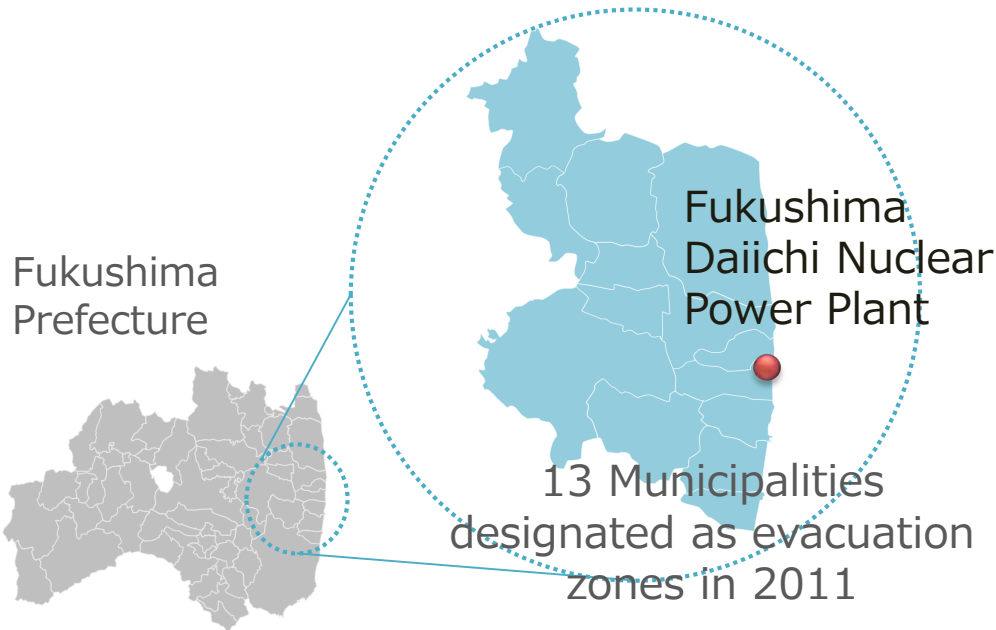 Fukushima
Daiichi Nuclear
Power Plant
Fukushima
Prefecture
13 Municipalities
designated as evacuation
zones in 2011